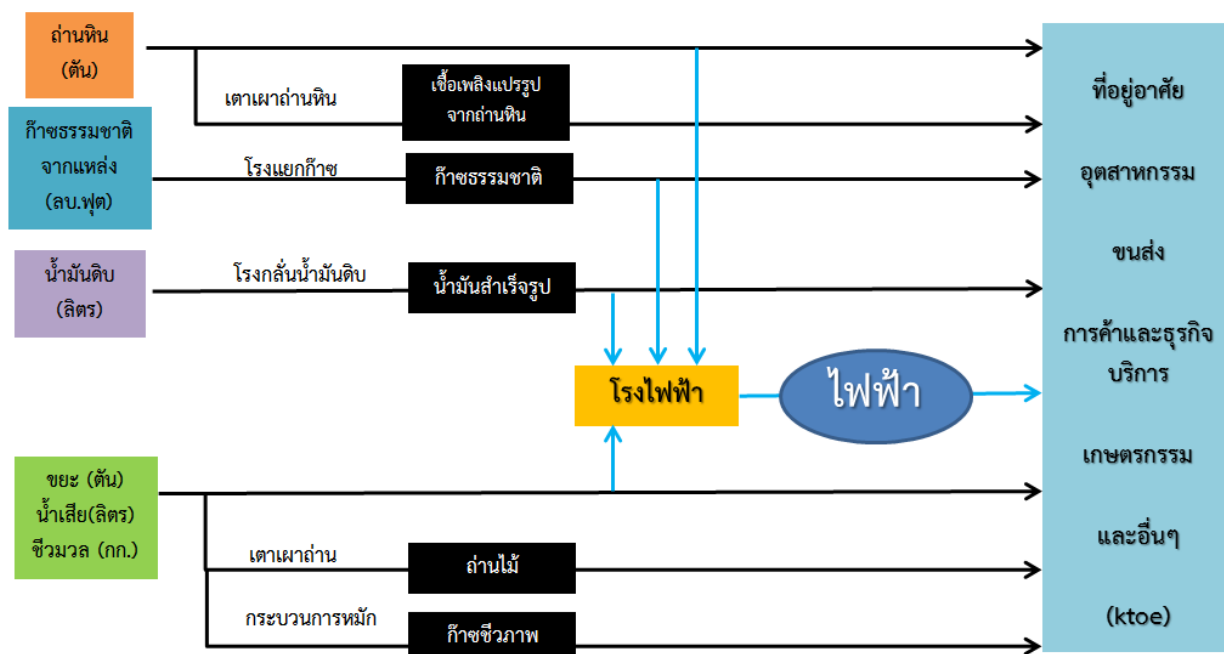 ถ่านหิน
(ตัน)
เตาเผาถ่านหิน
เชื้อเพลิงแปรรูป
จากถ่านหิน
ก๊าซธรรมชาติ
จากแหล่ง
(ลบ.ฟุต)
โรงแยกก๊าซ
ก๊าซธรรมชาติ
น้ำมันดิบ
(ลิตร)
โรงกลั่นน้ำมันดิบ
น้ำมันสำเร็จรูป
โรงไฟฟ้า
ไฟฟ้า
ขยะ (ตัน)
น้ำเสีย(ลิตร)
ชีวมวล (กก.)
เตาเผาถ่าน
ถ่านไม้
กระบวนการหมัก
ก๊าซชีวภาพ
ที่อยู่อาศัย
อุตสาหกรรม
ขนส่ง
การค้าและธุรกิจ
บริการ
เกษตรกรรม
และอื่นๆ
(ktoe)